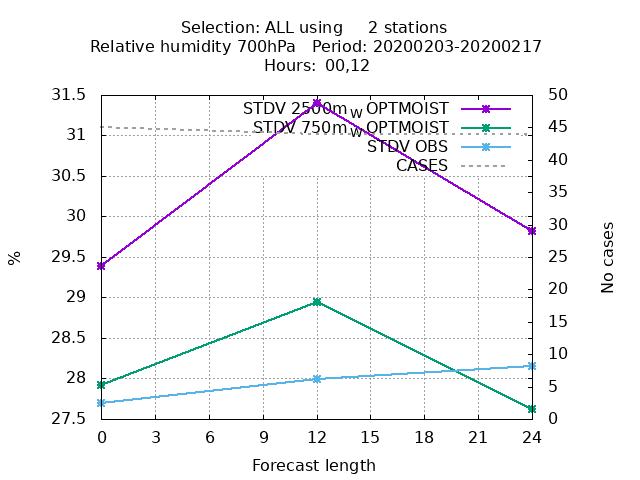 Selection: ALL using     2 stations
Relative humidity 700hPa   Period: 20200203-20200217
Hours: 00,12
31.5
31
30.5
30
29.5
29
28.5
28
27.5
50
45
40
35
30
25
20
15
10
5
0
STDV 2500m_W OPTMOIST
STDV 750m_W OPTMOIST
STDV OBS
CASES
%
No cases
0 3 6 9 12 15 18 21 24
Forecast length